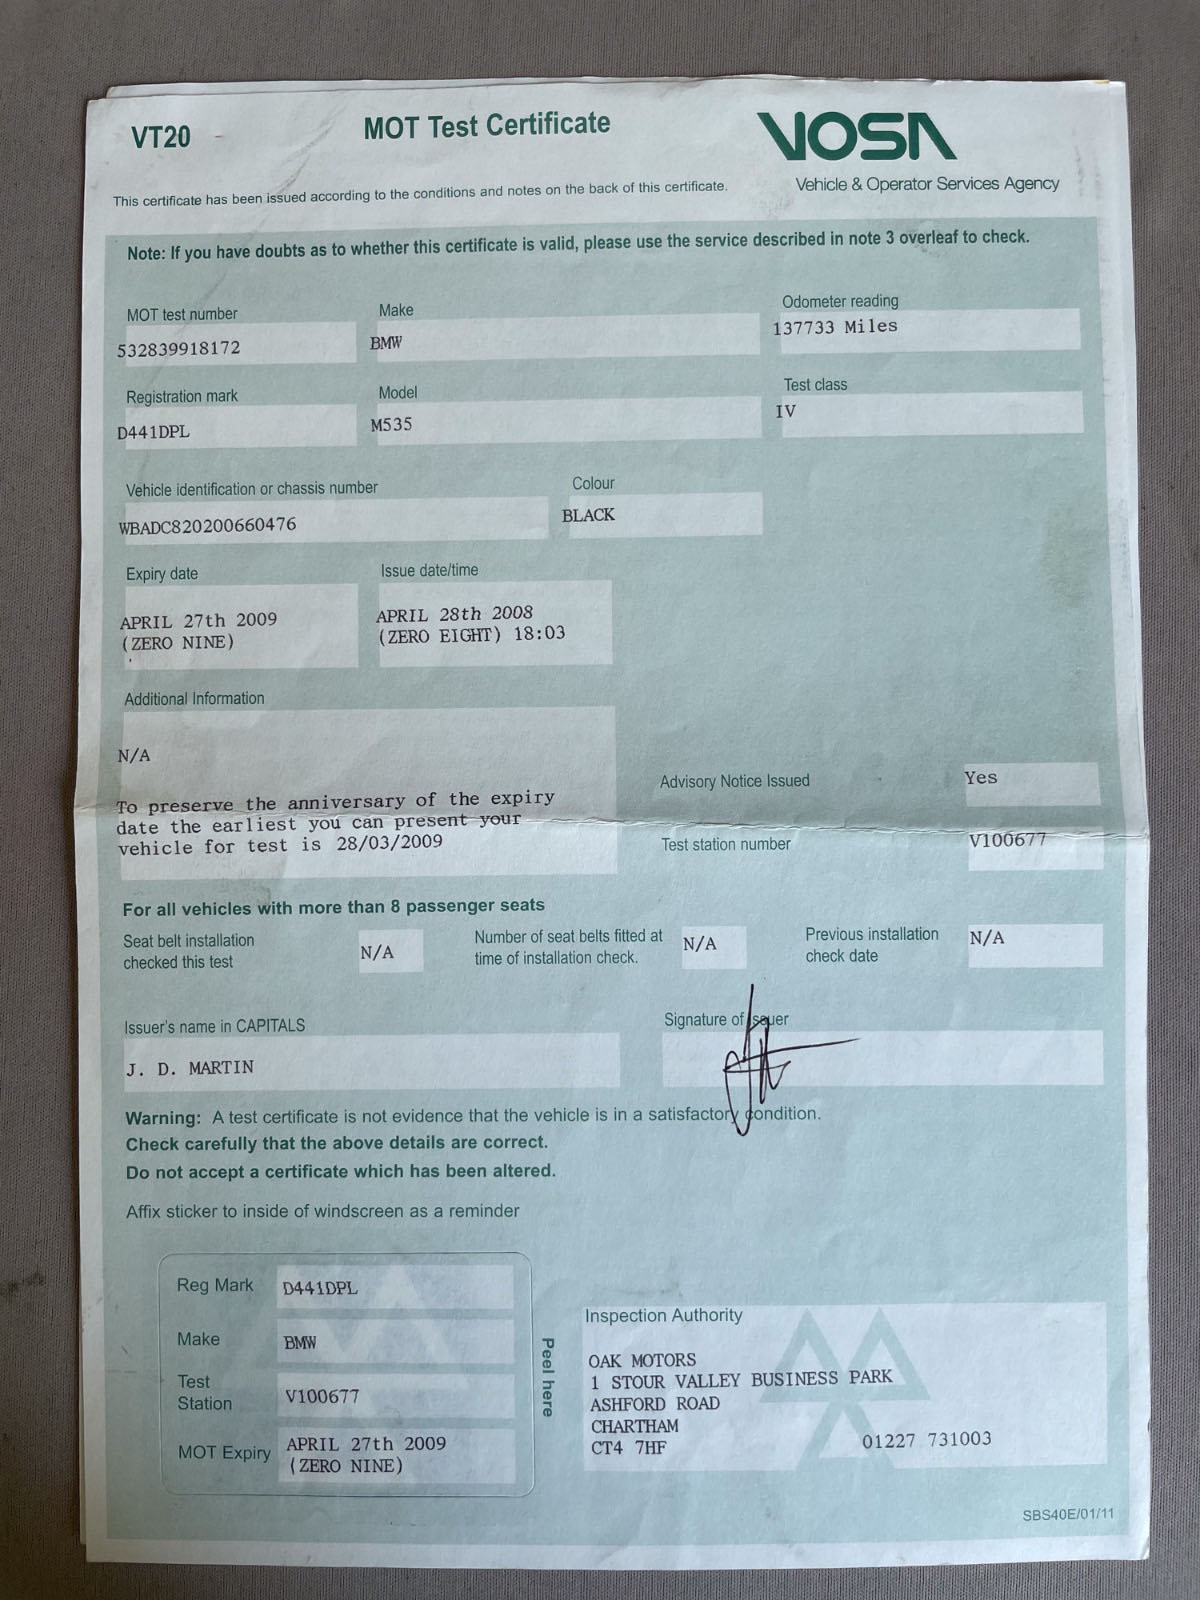 VT20
MOT Test Certificate
VOSA
Vehicle & Operator Services Agency
This certificate has been issued according to the conditions and notes on the back of this certificate.
Note: If you have doubts as to whether this certificate is valid, please use the service described in note 3 overleaf to check.
MOT test number
532839918172
Make
BMW
Odometer reading
137733 Miles
Registration mark
D441DPL
Model
M535
Test class
IV
Vehicle identification or chassis number
WBADC820200660476
Colour
BLACK
Expiry date
APRIL 27th 2009
(ZERO NINE)
Issue date/time
APRIL 28th 2008
(ZERO EIGHT) 18:03
Additional Information
N/A
To preserve the anniversary of the expiry
date the earliest you can present your
vehicle for test is 28/03/2009
Advisory Notice Issued
Yes
Test station number
V100677
For all vehicles with more than 8 passenger seats
Seat belt installation
checked this test
N/A
Number of seat belts fitted at
time of installation check.
N/A
Previous installation
check date
N/A
Issuer's name in CAPITALS
J. D. MARTIN
Signature of issuer
Warning: A test certificate is not evidence that the vehicle is in a satisfactory condition.
Check carefully that the above details are correct.
Do not accept a certificate which has been altered.
Affix sticker to inside of windscreen as a reminder
Reg Mark
D441DPL
Make
BMW
Test
Station
V100677
MOT Expiry
APRIL 27th 2009
(ZERO NINE)
Peel here
Inspection Authority
OAK MOTORS
1 STOUR VALLEY BUSINESS PARK
ASHFORD ROAD
CHARTHAM
CT4 7HF
01227 731003
SBS40E/01/11